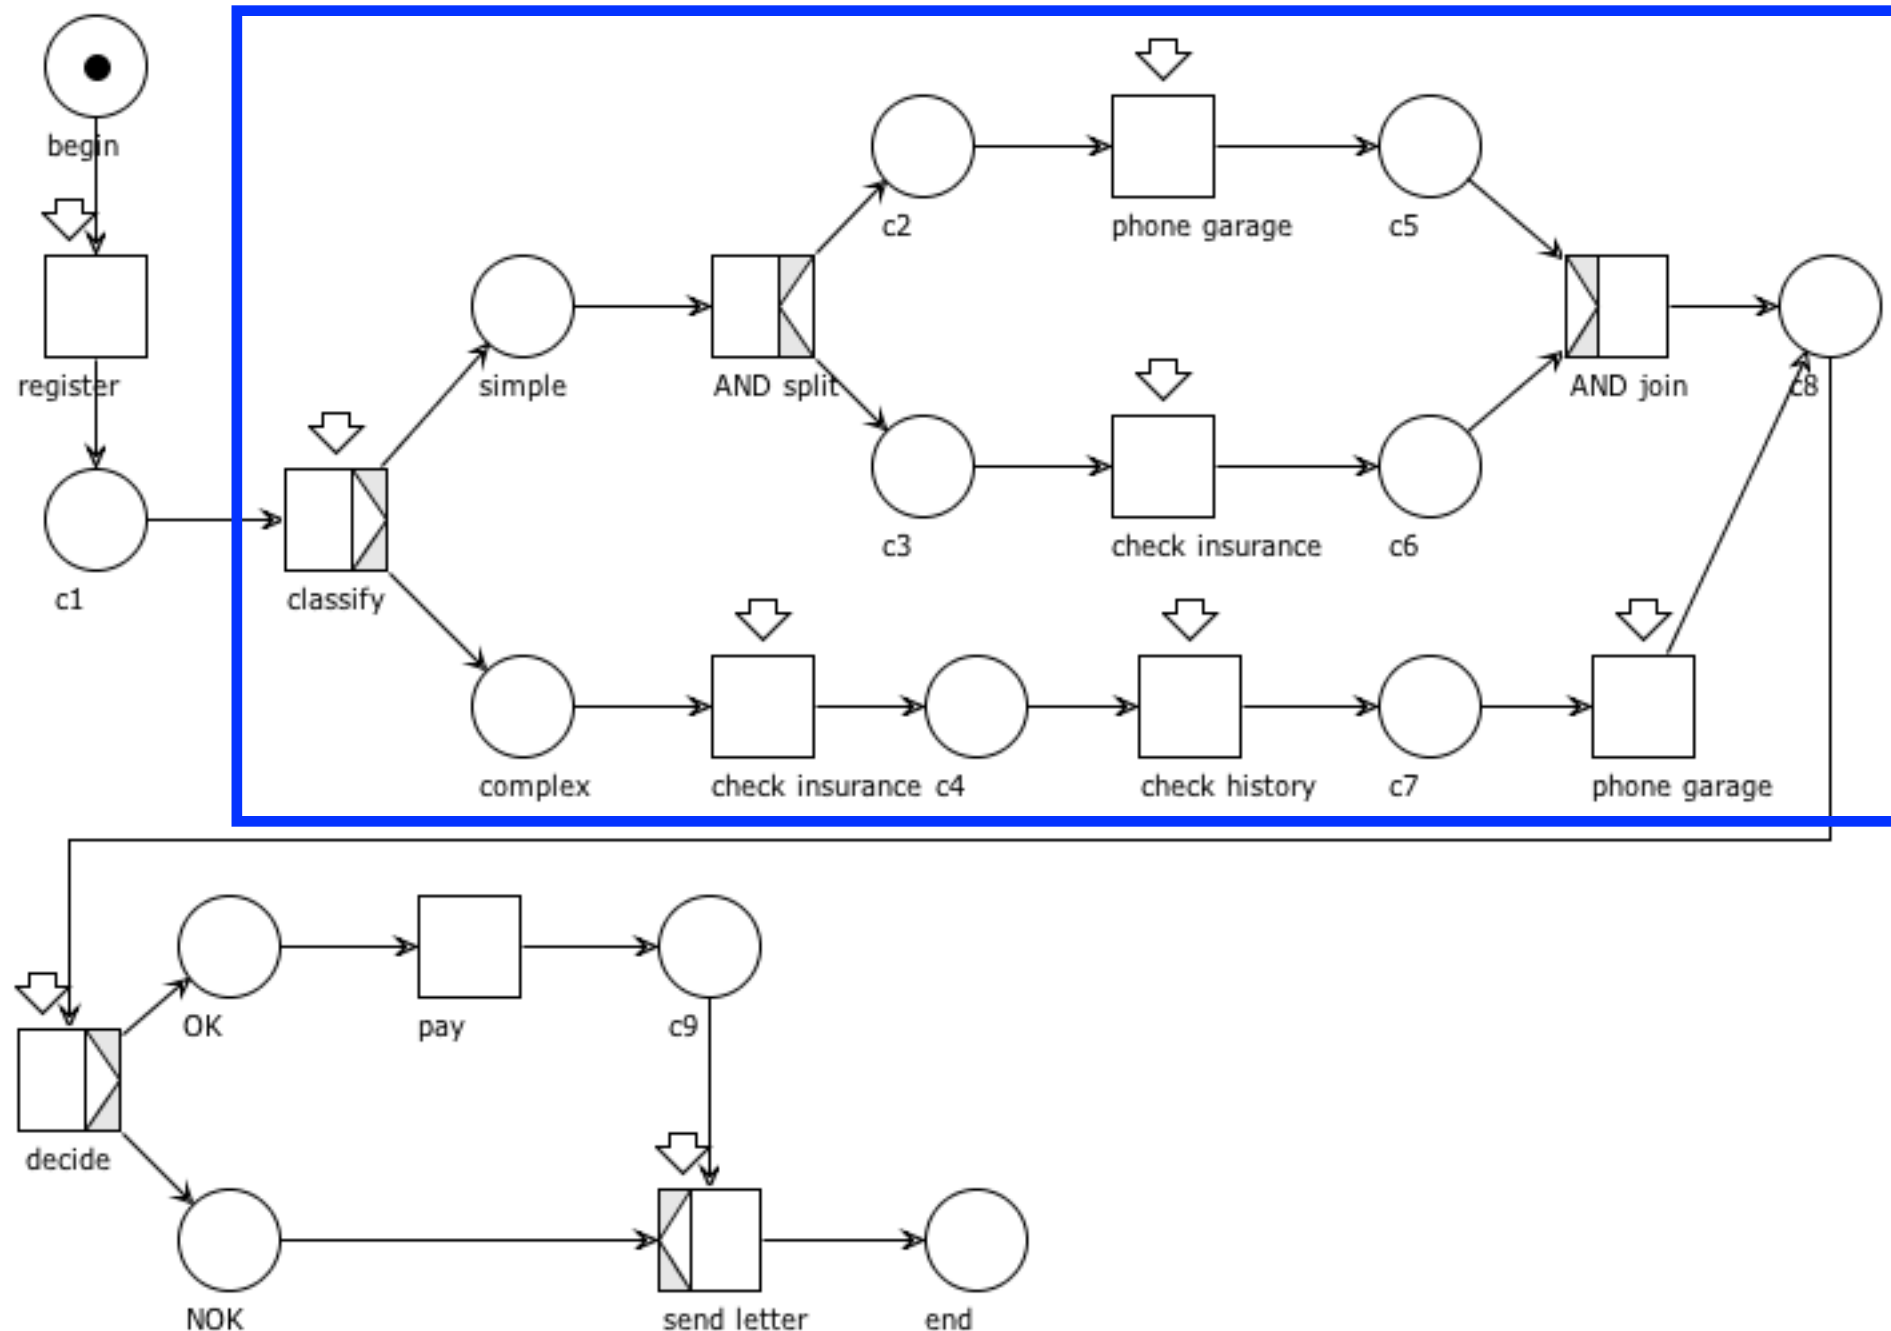 begin
c2
phone garage
c5
register
simple
AND split
AND join
c8
c3
check insurance
c6
c1
classify
complex
check insurance
c4
check history
c7
phone garage
OK
pay
c9
decide
NOK
send letter
end